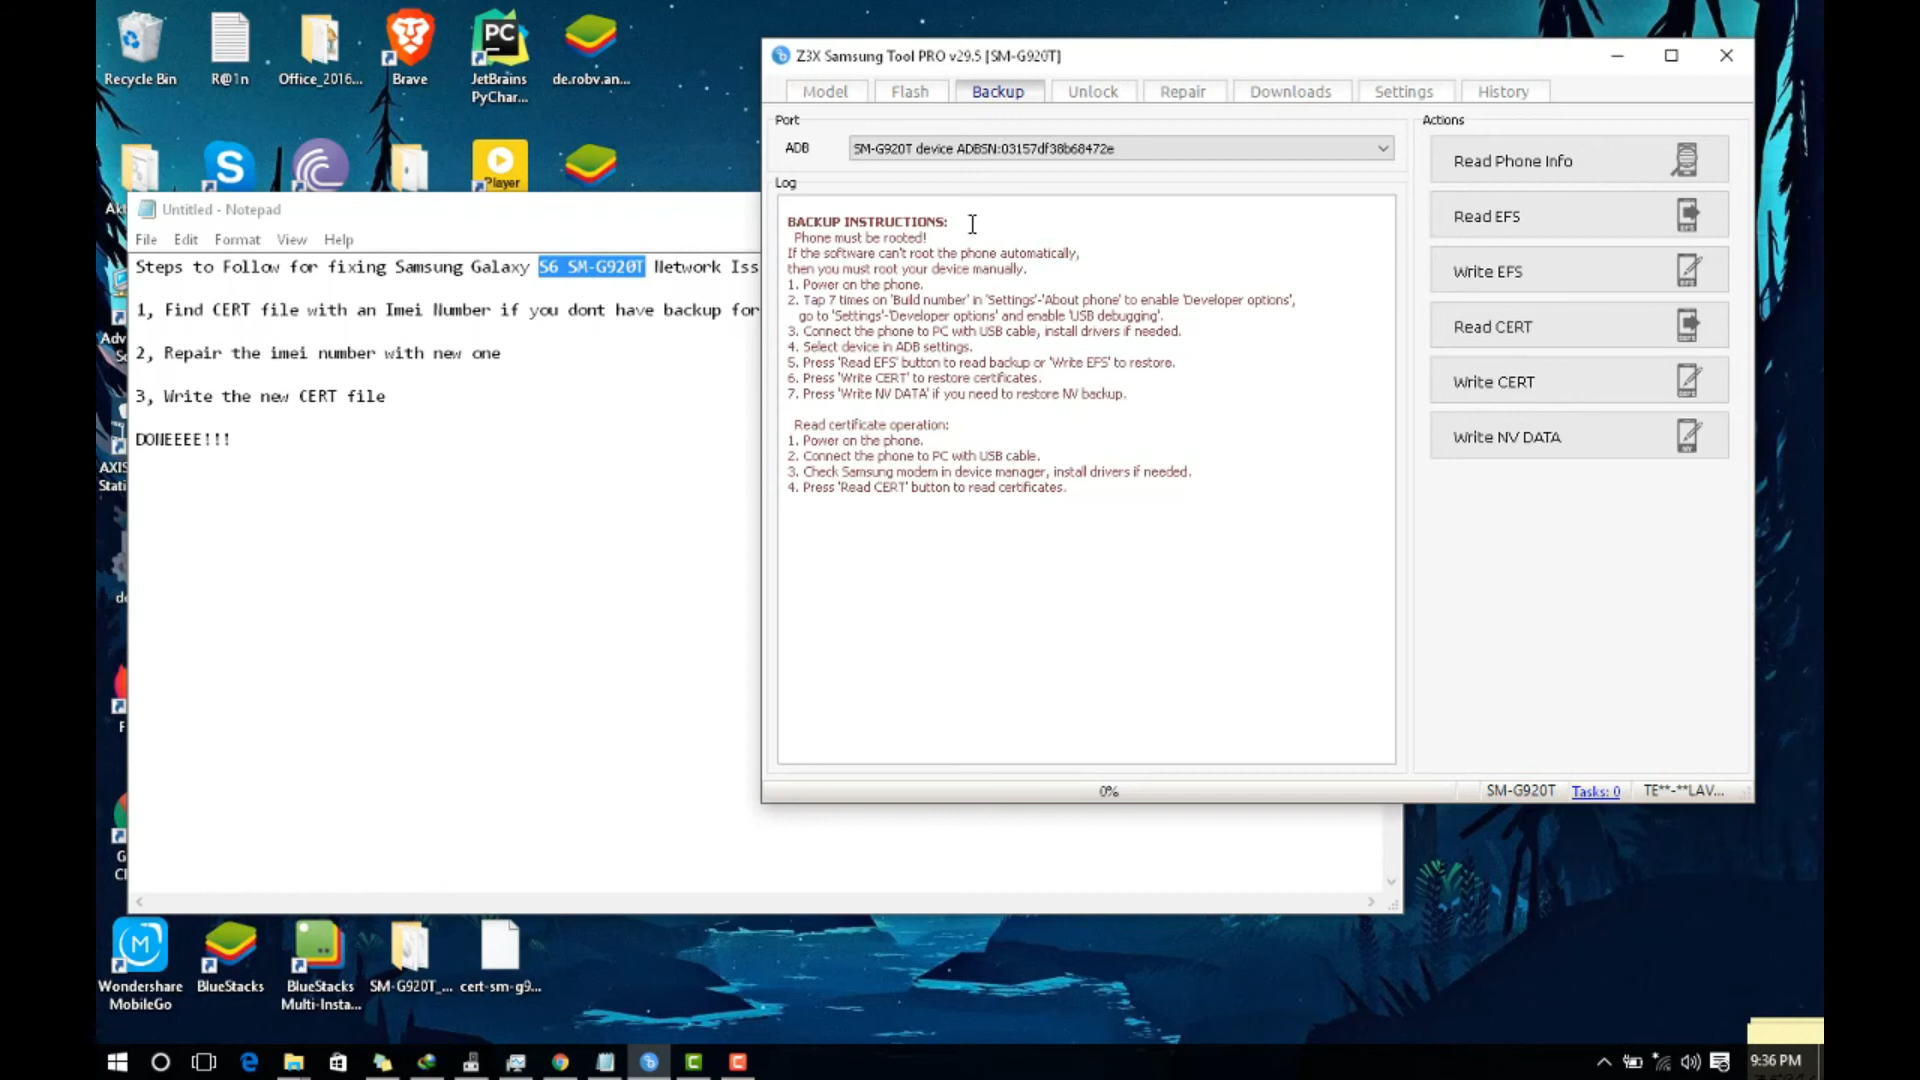 Recycle Bin
R@1n
Office_2016...
Brave
JetBrains
PyChar...
de.robv.an...
PC
S
Player
Untitled - Notepad
File Edit Format View Help
Steps to Follow for fixing Samsung Galaxy S6 SM-G920T Network Iss
1, Find CERT file with an Imei Number if you dont have backup for
2, Repair the imei number with new one
3, Write the new CERT file
DONEEEE!!!
Z3X Samsung Tool PRO v29.5 [SM-G920T]
Model Flash Backup Unlock Repair Downloads Settings History
Port
ADB
SM-G920T device ADBSN:03157df38b68472e
Log
BACKUP INSTRUCTIONS:
Phone must be rooted!
If the software can't root the phone automatically,
then you must root your device manually.
1. Power on the phone.
2. Tap 7 times on 'Build number' in 'Settings'-'About phone' to enable 'Developer options',
go to 'Settings'-'Developer options' and enable 'USB debugging'.
3. Connect the phone to PC with USB cable, install drivers if needed.
4. Select device in ADB settings.
5. Press 'Read EFS' button to read backup or 'Write EFS' to restore.
6. Press 'Write CERT' to restore certificates.
7. Press 'Write NV DATA' if you need to restore NV backup.
Read certificate operation:
1. Power on the phone.
2. Connect the phone to PC with USB cable.
3. Check Samsung modem in device manager, install drivers if needed.
4. Press 'Read CERT' button to read certificates.
Actions
Read Phone Info
Read EFS
Write EFS
Read CERT
Write CERT
Write NV DATA
0%
SM-G920T
Tasks: 0
TE**-**LAV...
Adv
AXIS
Stati
Wondershare
MobileGo
BlueStacks
BlueStacks
Multi-Insta...
SM-G920T_...
cert-sm-g9...
9:36 PM